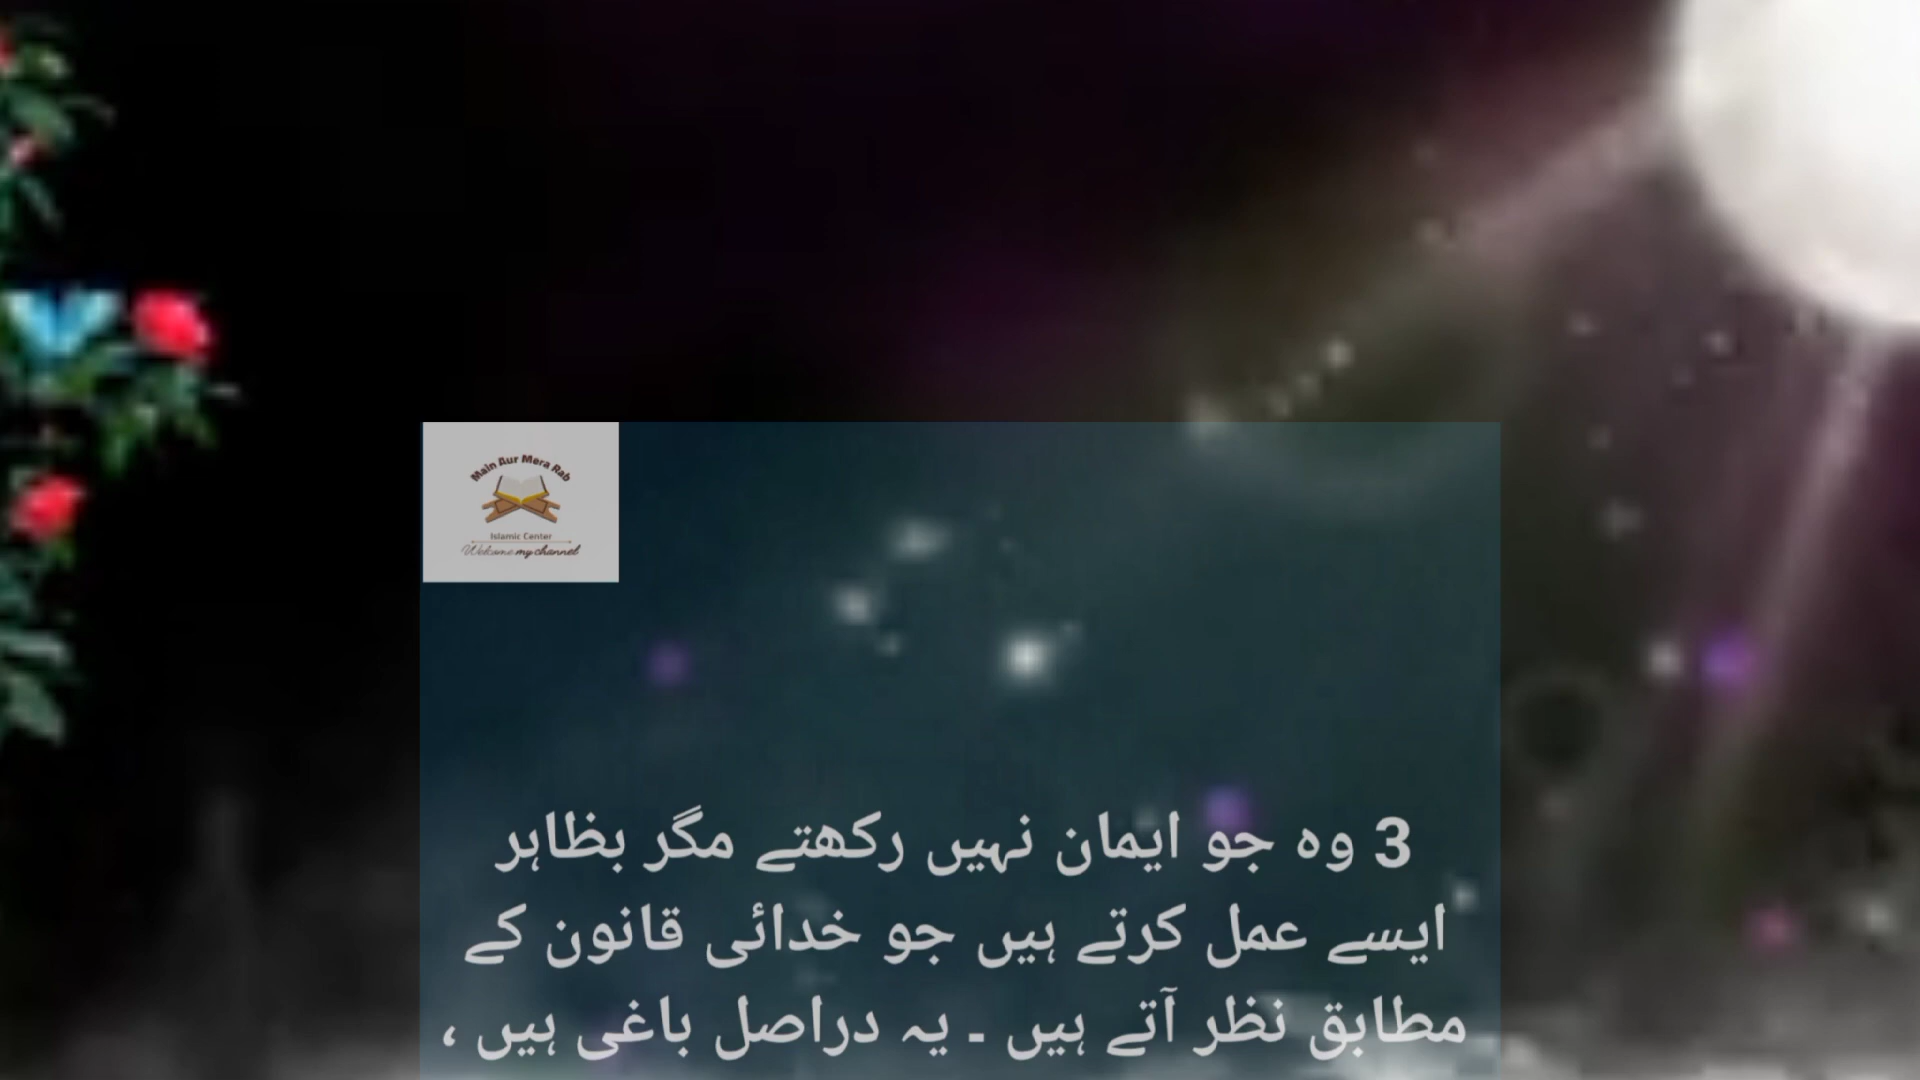 Main Aur Mera Rab
Islamic Center
Welcome my channel
3 وہ جو ایمان نہیں رکھتے مگر بظاہر
ایسے عمل کرتے ہیں جو خدائی قانون کے
مطابق نظر آتے ہیں ۔ یہ دراصل باغی ہیں ،